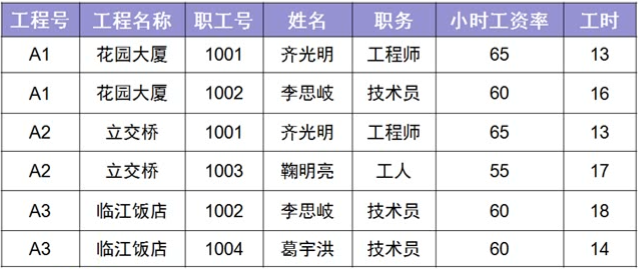 工程号 工程名称 职工号 姓名 职务 小时工资率 工时
A1 花园大厦 1001 齐光明 工程师 65 13
A1 花园大厦 1002 李思岐 技术员 60 16
A2 立交桥 1001 齐光明 工程师 65 13
A2 立交桥 1003 鞠明亮 工人 55 17
A3 临江饭店 1002 李思岐 技术员 60 18
A3 临江饭店 1004 葛宇洪 技术员 60 14